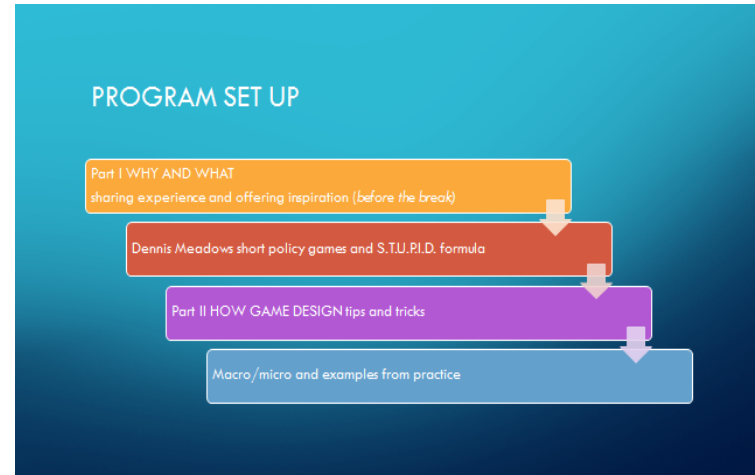 PROGRAM SET UP
Part I WHY AND WHAT
sharing experience and offering inspiration (before the break)
Dennis Meadows short policy games and S.T.U.P.I.D. formula
Part II HOW GAME DESIGN tips and tricks
Macro/micro and examples from practice